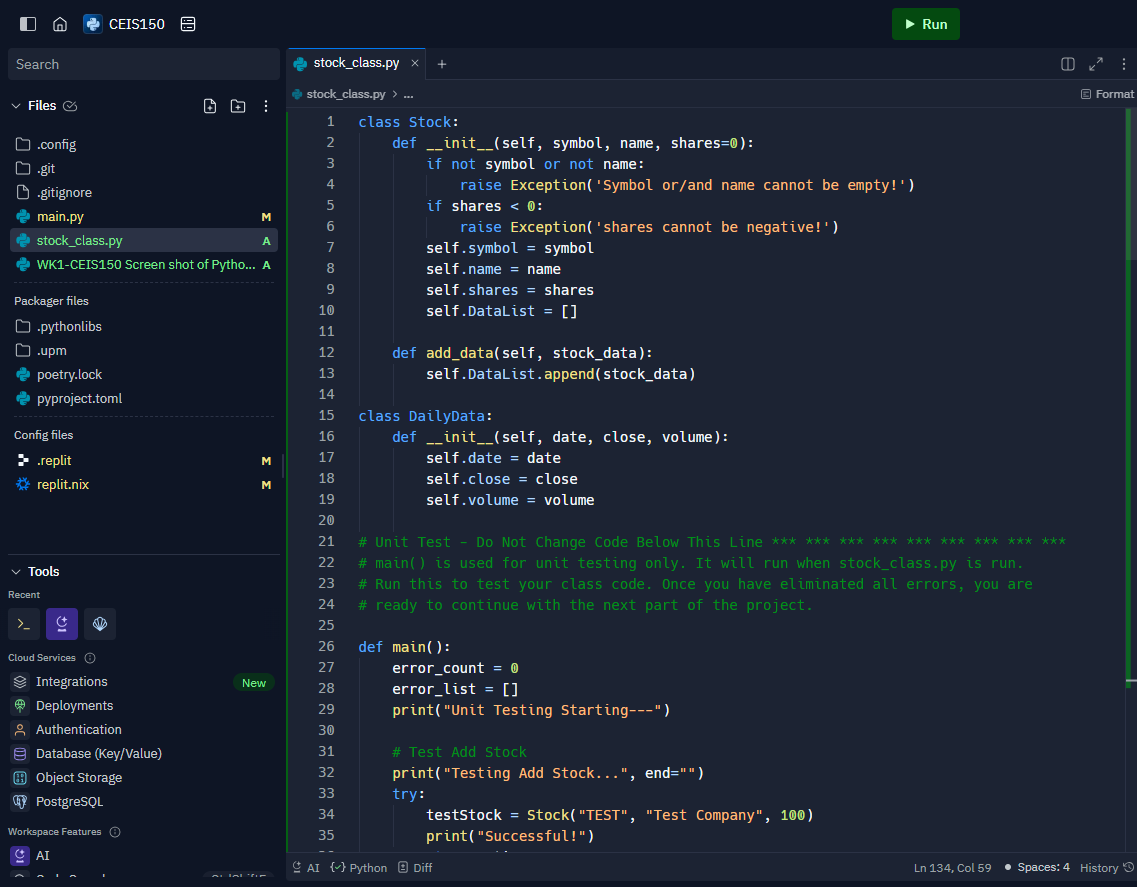 CEIS150
Run
Search
stock_class.py
stock_class.py > ...
Format
Files
.config
.git
.gitignore
main.py M
stock_class.py A
WK1-CEIS150 Screen shot of Pytho... A
Packager files
.pythonlibs
.upm
poetry.lock
pyproject.toml
Config files
.replit M
replit.nix M
Tools
Recent
Cloud Services
Integrations New
Deployments
Authentication
Database (Key/Value)
Object Storage
PostgreSQL
Workspace Features
AI
1 class Stock:
2     def __init__(self, symbol, name, shares=0):
3         if not symbol or not name:
4             raise Exception('Symbol or/and name cannot be empty!')
5         if shares < 0:
6             raise Exception('shares cannot be negative!')
7         self.symbol = symbol
8         self.name = name
9         self.shares = shares
10         self.DataList = []
11
12     def add_data(self, stock_data):
13         self.DataList.append(stock_data)
14
15 class DailyData:
16     def __init__(self, date, close, volume):
17         self.date = date
18         self.close = close
19         self.volume = volume
20
21 # Unit Test - Do Not Change Code Below This Line *** *** *** *** *** *** *** *** ***
22 # main() is used for unit testing only. It will run when stock_class.py is run.
23 # Run this to test your class code. Once you have eliminated all errors, you are
24 # ready to continue with the next part of the project.
25
26 def main():
27     error_count = 0
28     error_list = []
29     print("Unit Testing Starting---")
30
31     # Test Add Stock
32     print("Testing Add Stock...", end="")
33     try:
34         testStock = Stock("TEST", "Test Company", 100)
35         print("Successful!")
AI Python Diff
Ln 134, Col 59 Spaces: 4 History